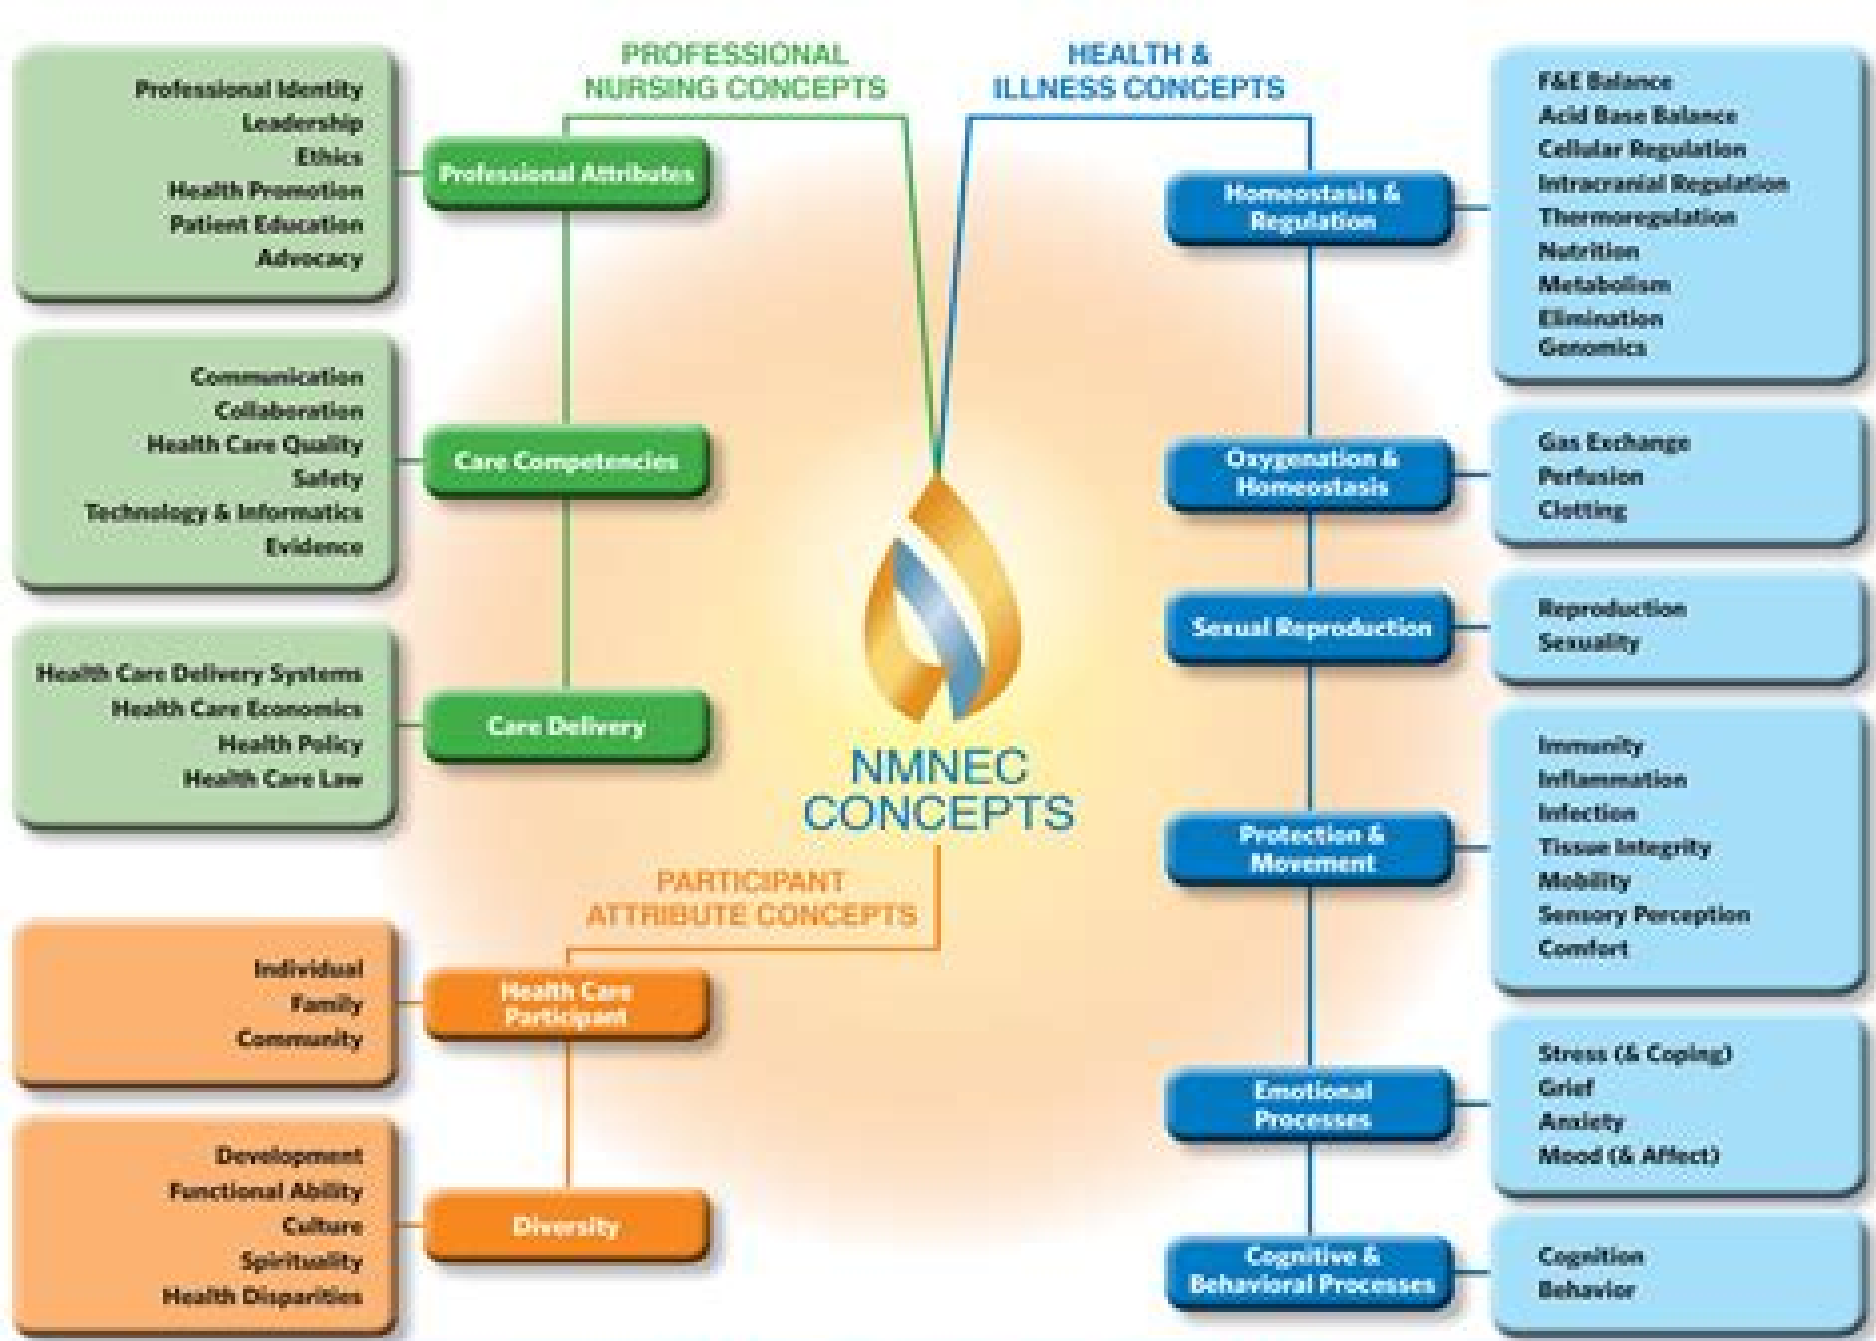 PROFESSIONAL
NURSING CONCEPTS
Professional Attributes
Professional Identity
Leadership
Ethics
Health Promotion
Patient Education
Advocacy
Care Competencies
Communication
Collaboration
Health Care Quality
Safety
Technology & Informatics
Evidence
Care Delivery
Health Care Delivery Systems
Health Care Economics
Health Policy
Health Care Law
HEALTH &
ILLNESS CONCEPTS
Homeostasis &
Regulation
F&E Balance
Acid Base Balance
Cellular Regulation
Intracranial Regulation
Thermoregulation
Nutrition
Metabolism
Elimination
Genomics
Oxygenation &
Homeostasis
Gas Exchange
Perfusion
Clotting
Sexual Reproduction
Reproduction
Sexuality
Protection &
Movement
Immunity
Inflammation
Infection
Tissue Integrity
Mobility
Sensory Perception
Comfort
Emotional
Processes
Stress (& Coping)
Grief
Anxiety
Mood (& Affect)
Cognitive &
Behavioral Processes
Cognition
Behavior
NMNEC
CONCEPTS
PARTICIPANT
ATTRIBUTE CONCEPTS
Health Care
Participant
Individual
Family
Community
Diversity
Development
Functional Ability
Culture
Spirituality
Health Disparities